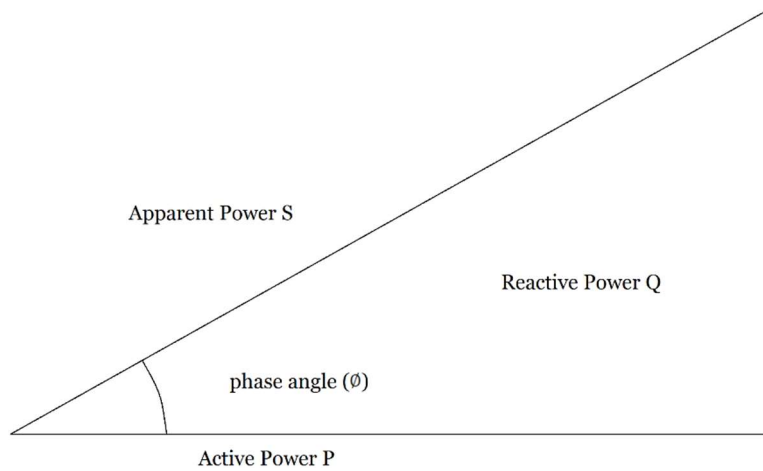 Apparent Power S
Reactive Power Q
phase angle (∅)
Active Power P